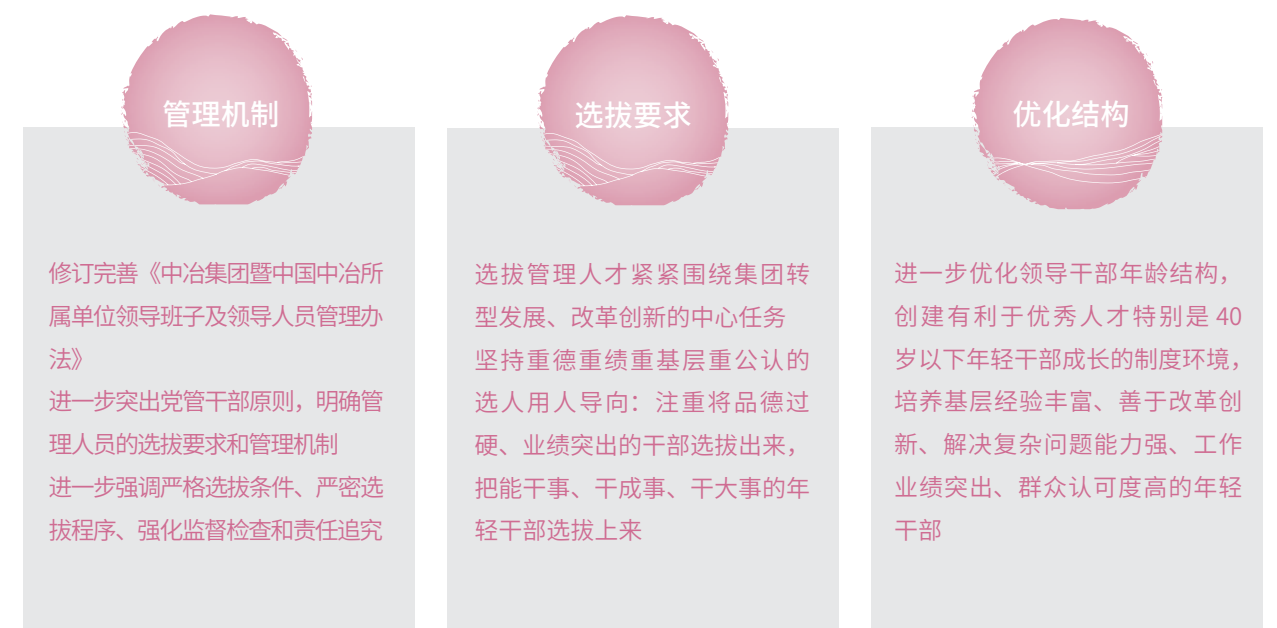 管理机制
修订完善《中冶集团暨中国中冶所
属单位领导班子及领导人员管理办
法》
进一步突出党管干部原则，明确管
理人员的选拔要求和管理机制
进一步强调严格选拔条件、严密选
拔程序、强化监督检查和责任追究
选拔要求
选拔管理人才紧紧围绕集团转
型发展、改革创新的中心任务
坚持重德重绩重基层重公认的
选人用人导向：注重将品德过
硬、业绩突出的干部选拔出来，
把能干事、干成事、干大事的年
轻干部选拔上来
优化结构
进一步优化领导干部年龄结构，
创建有利于优秀人才特别是 40
岁以下年轻干部成长的制度环境，
培养基层经验丰富、善于改革创
新、解决复杂问题能力强、工作
业绩突出、群众认可度高的年轻
干部